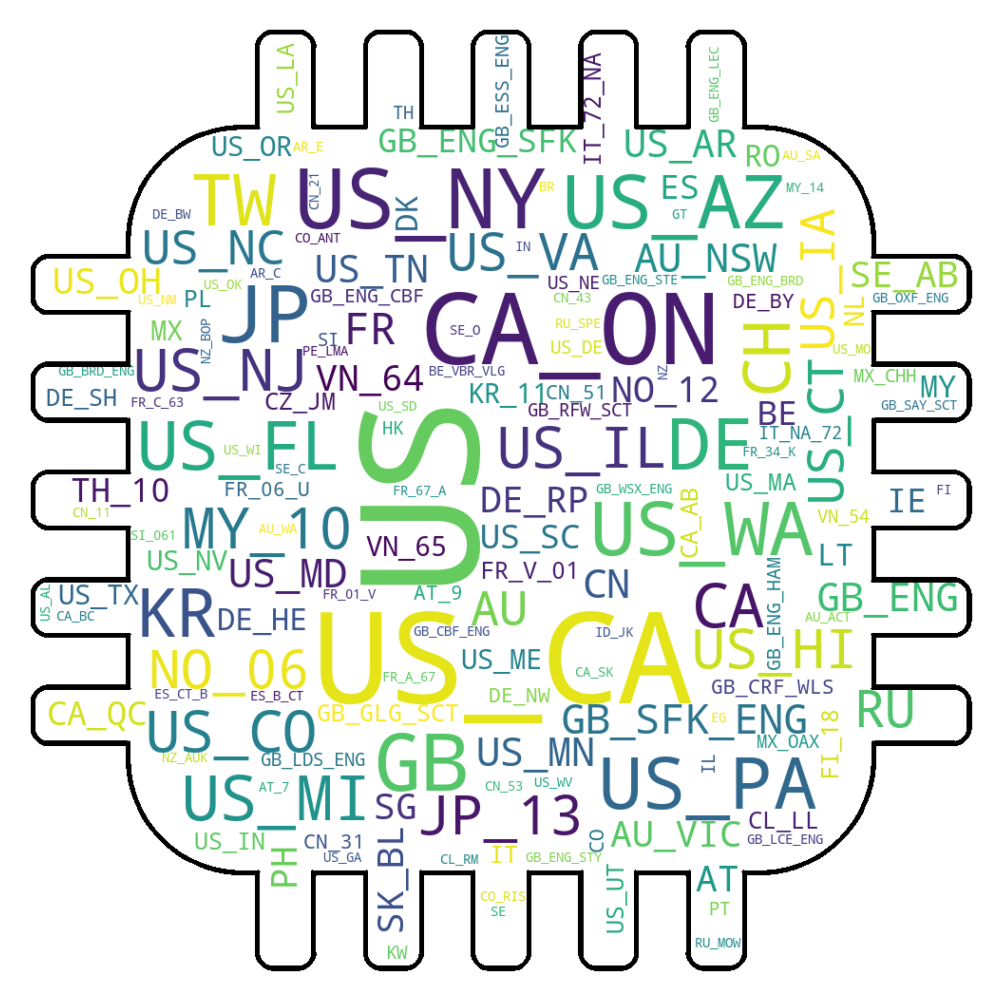 US_LA
TH
GB_ESS_ENG
IT_72_NA
GB_ENG_LEC
US_OR
AR_E
GB_ENG_SFK
US_AR
RO
AU_SA
TW
US_NY
CN_21
DK
BR
US_AZ
ES
GT
MY_14
DE_BW
CO_ANT
US_NC
US_VA
IN
AU_NSW
US_IA
US_OH
US_OK
AR_C
US_TN
US_NE
GB_ENG_STE
GB_ENG_BRD
SE_AB
US_NM
PL
JP
GB_ENG_CBF
CA_ON
CN_43
DE_BY
NL
GB_OXF_ENG
MX
NZ_BOP
SI
FR
SE_O
RU_SPE
CH
PE_LMA
US_DE
US_MO
GB_BRD_ENG
US_NJ
VN_64
BE_VBR_VLG
NZ
MX_CHH
MY
DE_SH
FR_C_63
CZ_JM
US_SD
KR_11
CN_51
NO_12
US_CT
GB_SAY_SCT
GB_RFW_SCT
BE
HK
US_FL
US_WI
US
US_IL
DE
IT_NA_72
FR_34_K
SE_C
TH_10
FR_06_U
FR_67_A
DE_RP
GB_WSX_ENG
US_MA
IE
FI
CN_11
MY_10
AU_WA
US_SC
US_WA
CA_AB
VN_54
SI_061
VN_65
US_NV
US_MD
FR_V_01
LT
US_AL
US_TX
FR_01_V
AT_9
CN
GB_ENG_HAM
GB_ENG
CA_BC
KR
DE_HE
AU
CA
AU_ACT
GB_CBF_ENG
US_CA
ID_JK
US_HI
NO_06
US_ME
FR_A_67
CA_SK
ES_CT_B
ES_B_CT
DE_NW
GB_CRF_WLS
CA_QC
US_CO
GB_GLG_SCT
GB_SFK_ENG
EG
FI_18
RU
NZ_AUK
GB_LDS_ENG
GB
US_MN
IL
MX_OAX
US_MI
AT_7
CN_53
US_WV
US_PA
SG
JP_13
CO
AU_VIC
CL_LL
US_IN
CN_31
GB_LCE_ENG
US_GA
PH
SK_BL
CL_RM
IT
GB_ENG_STY
US_UT
AT
CO_RIS
SE
PT
KW
RU_MOW